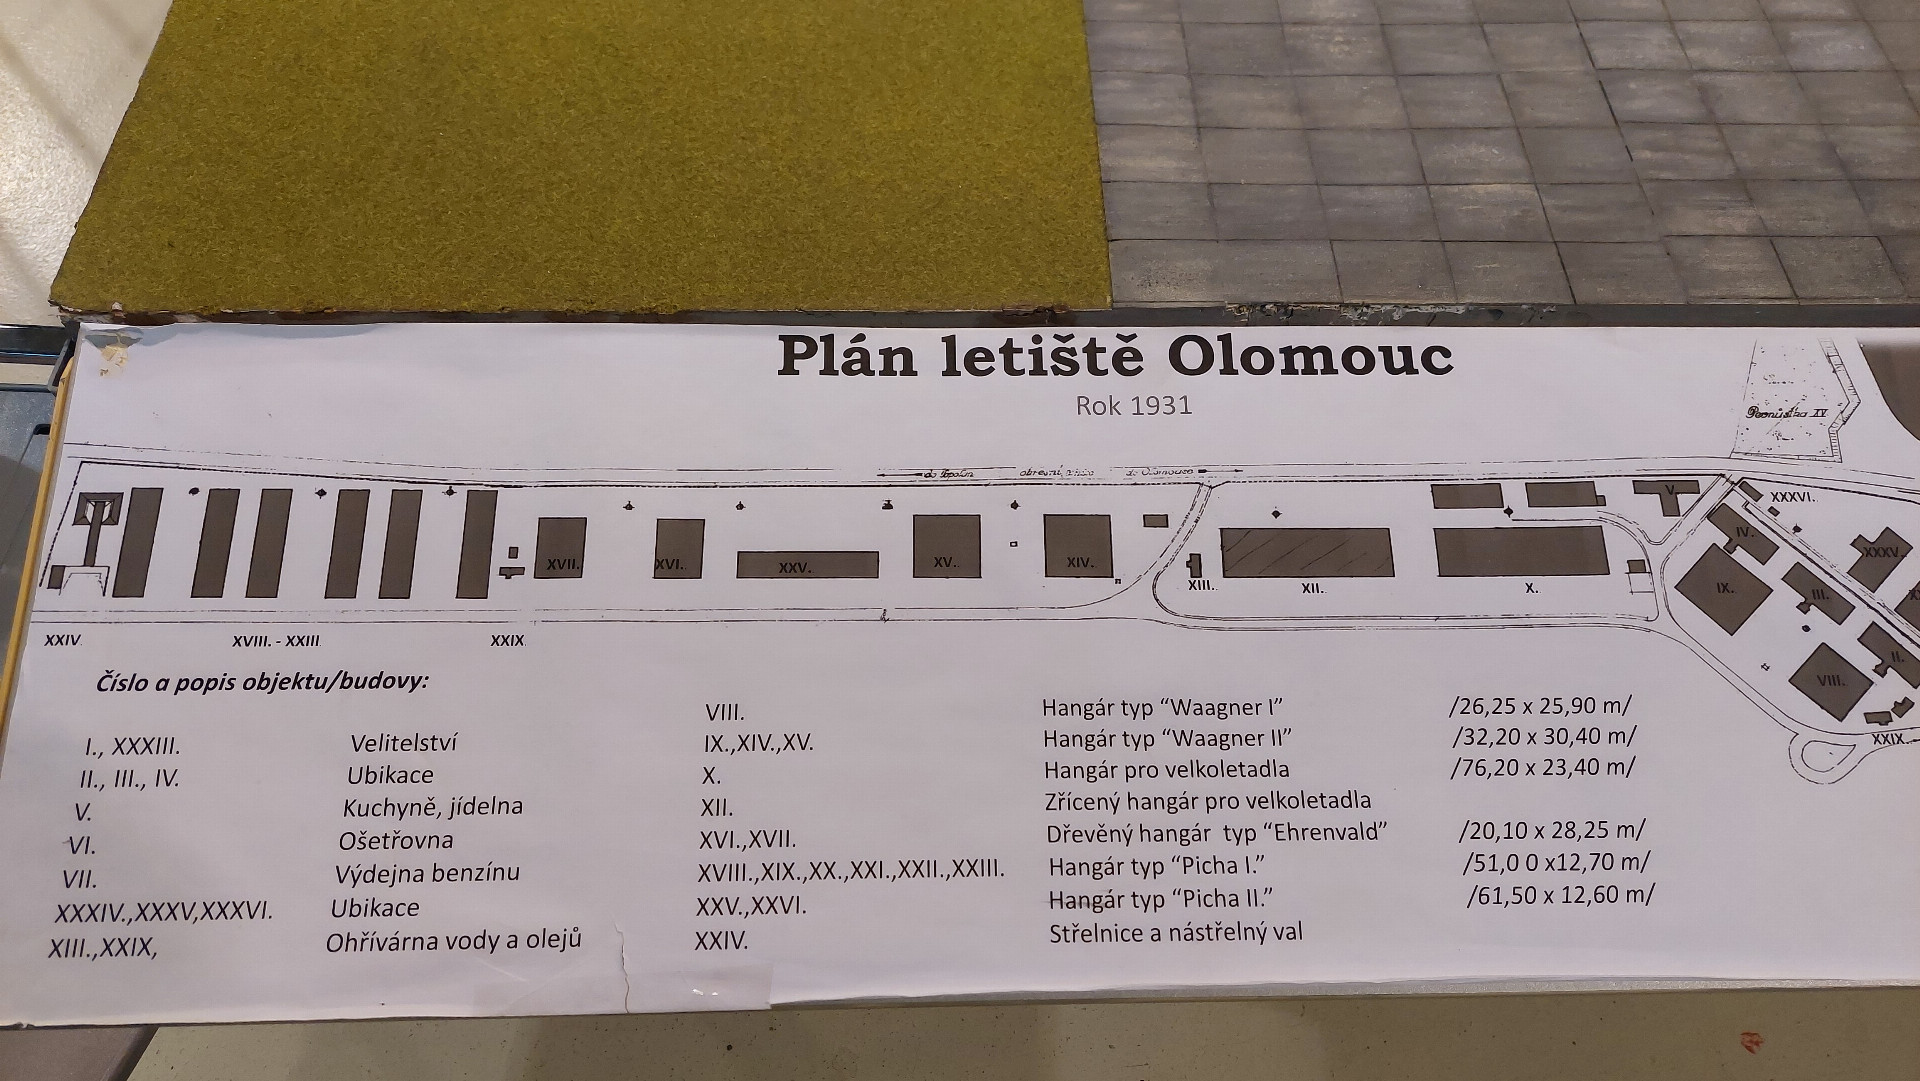 Plán letiště Olomouc
Rok 1931
XV
do
do Olomouce
XXXVI.
V.
IV.
XXXV.
XVII.
XVI.
XXV.
XV.
XIV.
XIII.
XII.
X.
IX.
III.
II.
VIII.
XXIX.
XXIV.
XVIII. - XXIII.
XXIX.
Číslo a popis objektu/budovy:
I., XXXIII. Velitelství
II., III., IV. Ubikace
V. Kuchyně, jídelna
VI. Ošetřovna
VII. Výdejna benzínu
XXXIV.,XXXV,XXXVI. Ubikace
XIII.,XXIX, Ohřívárna vody a olejů
VIII. Hangár typ “Waagner I” /26,25 x 25,90 m/
IX.,XIV.,XV. Hangár typ “Waagner II” /32,20 x 30,40 m/
X. Hangár pro velkoletadla /76,20 x 23,40 m/
XII. Zřícený hangár pro velkoletadla
XVI.,XVII. Dřevěný hangár typ “Ehrenvald” /20,10 x 28,25 m/
XVIII.,XIX.,XX.,XXI.,XXII.,XXIII. Hangár typ “Picha I.” /51,0 0 x12,70 m/
XXV.,XXVI. Hangár typ “Picha II.” /61,50 x 12,60 m/
XXIV. Střelnice a nástřelný val